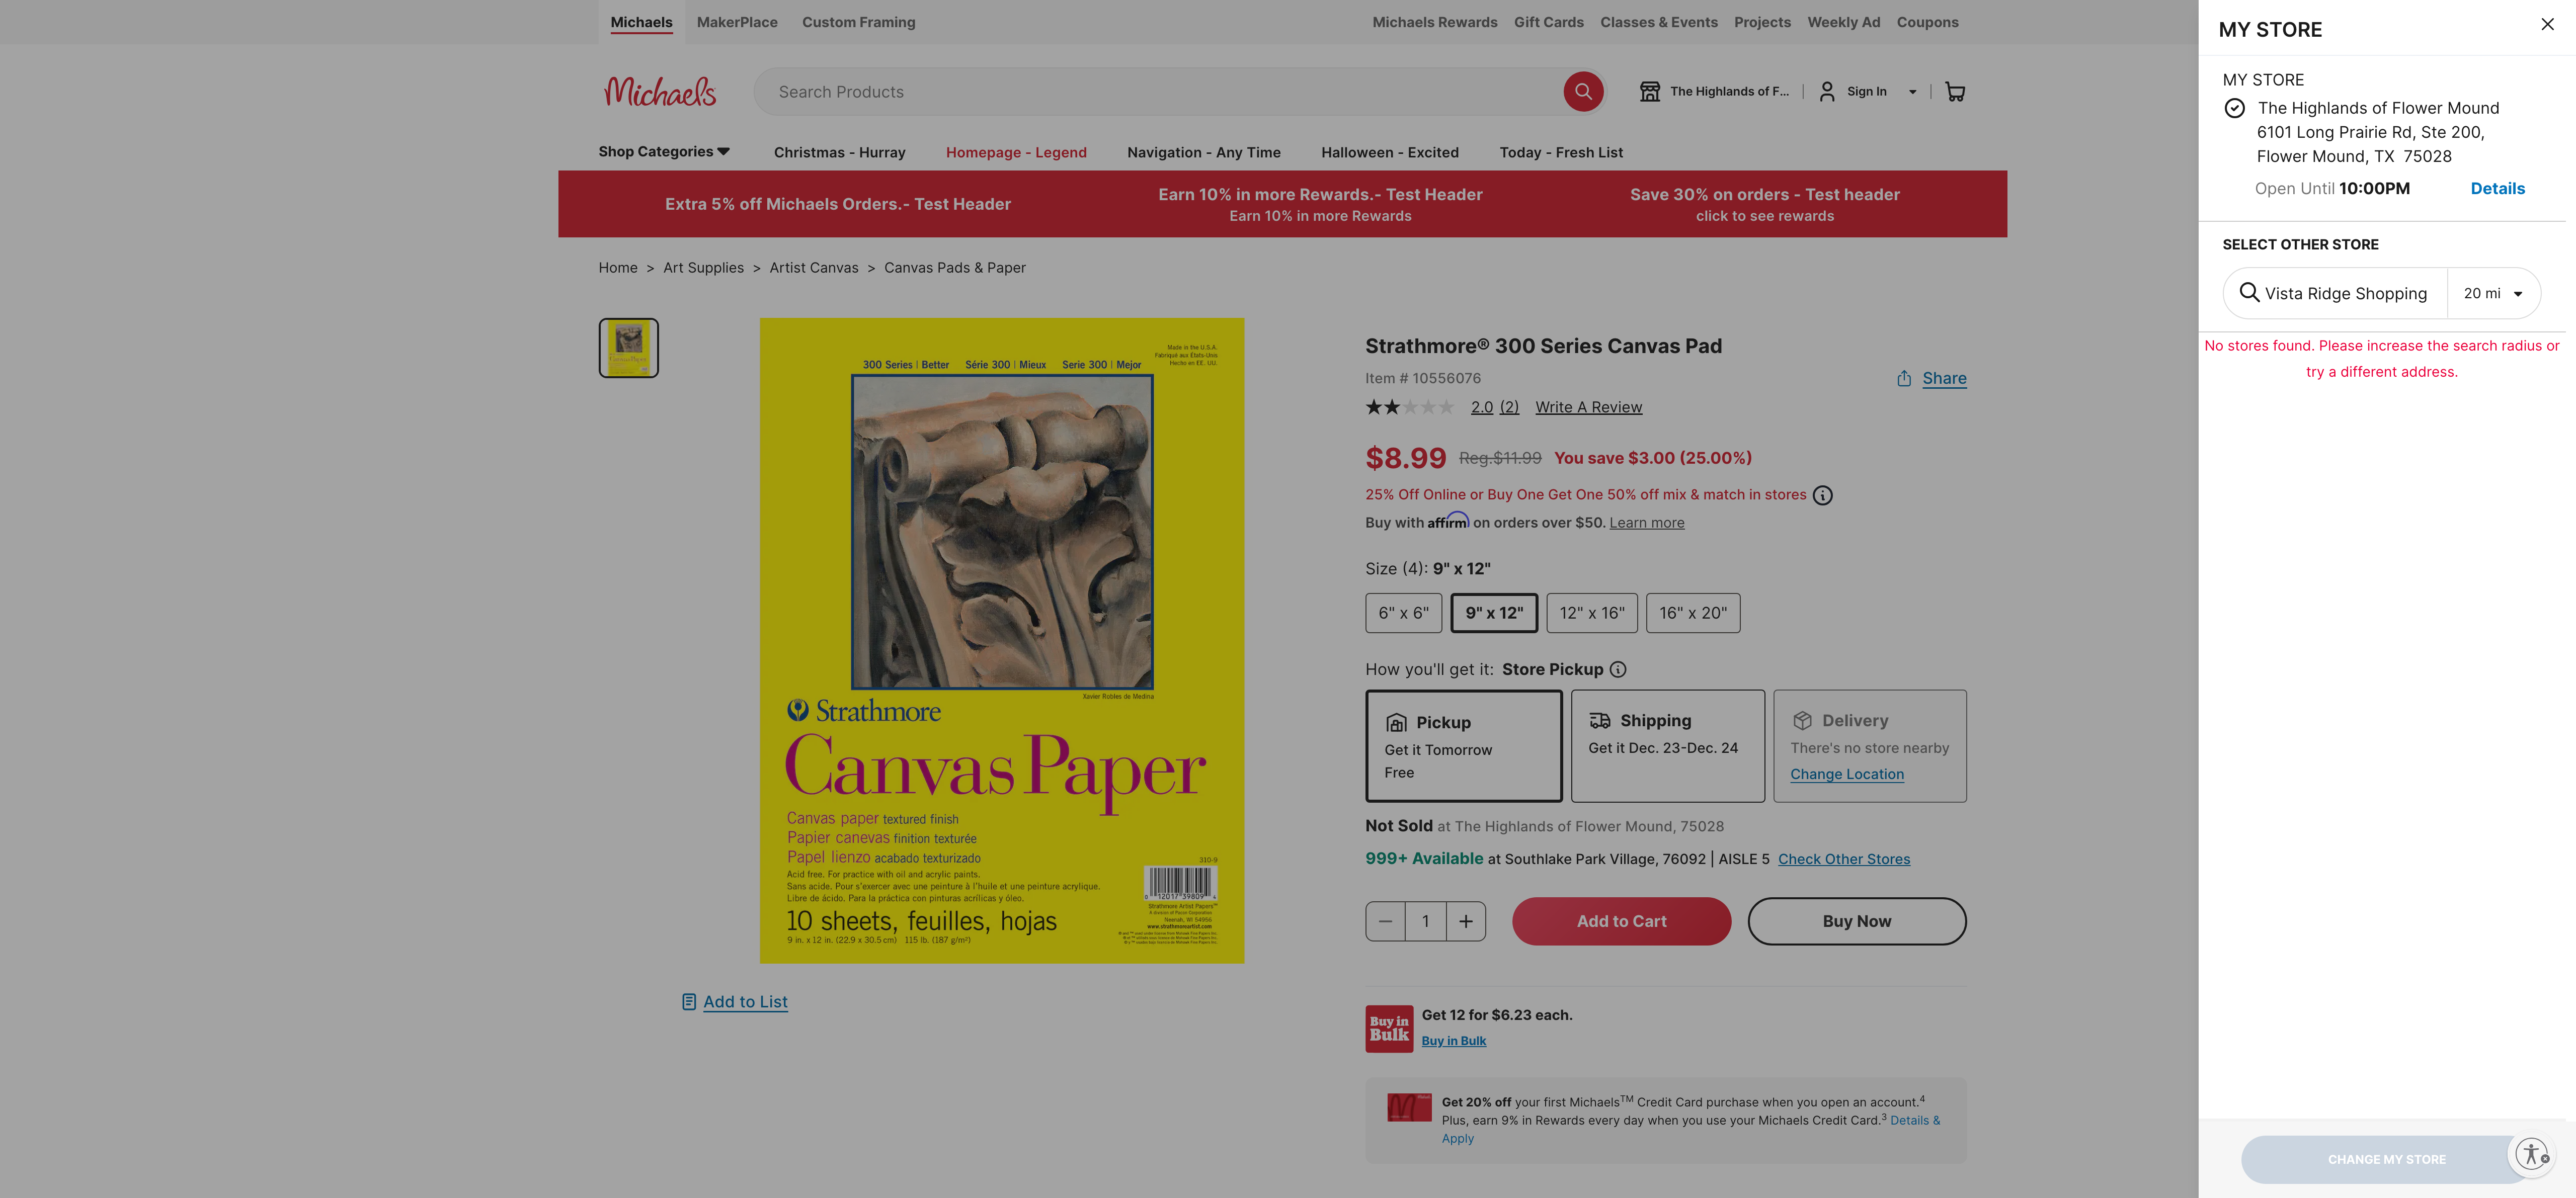 Michaels
MakerPlace
Custom Framing
Michaels Rewards
Gift Cards
Classes & Events
Projects
Weekly Ad
Coupons
Michaels
Search Products
The Highlands of F...
Sign In
Shop Categories
Christmas - Hurray
Homepage - Legend
Navigation - Any Time
Halloween - Excited
Today - Fresh List
Extra 5% off Michaels Orders.- Test Header
Earn 10% in more Rewards.- Test Header
Earn 10% in more Rewards
Save 30% on orders - Test header
click to see rewards
Home > Art Supplies > Artist Canvas > Canvas Pads & Paper
Made in the U.S.A.
Fabriqué aux États-Unis
Hecho en EE. UU.
300 Series | Better Série 300 | Mieux Serie 300 | Mejor
Xavier Robles de Medina
Strathmore
Canvas Paper
Canvas paper textured finish
Papier canevas finition texturée
Papel lienzo acabado texturizado
Acid free. For practice with oil and acrylic paints.
Sans acide. Pour s'exercer avec une peinture à l'huile et une peinture acrylique.
Libre de ácido. Para la práctica con pinturas acrílicas y óleo.
10 sheets, feuilles, hojas
9 in. x 12 in. (22.9 x 30.5 cm) 115 lb. (187 g/m²)
310-9
0 12017 39809 4
Strathmore Artist Papers™
A division of Pacon Corporation
Neenah, WI 54956
www.strathmoreartist.com
Add to List
Strathmore® 300 Series Canvas Pad
Item # 10556076
Share
2.0 (2) Write A Review
$8.99 Reg.$11.99 You save $3.00 (25.00%)
25% Off Online or Buy One Get One 50% off mix & match in stores
Buy with affirm on orders over $50. Learn more
Size (4): 9" x 12"
6" x 6"
9" x 12"
12" x 16"
16" x 20"
How you'll get it: Store Pickup
Pickup
Get it Tomorrow
Free
Shipping
Get it Dec. 23-Dec. 24
Delivery
There's no store nearby
Change Location
Not Sold at The Highlands of Flower Mound, 75028
999+ Available at Southlake Park Village, 76092 | AISLE 5 Check Other Stores
1
Add to Cart
Buy Now
Buy in
Bulk
Get 12 for $6.23 each.
Buy in Bulk
Get 20% off your first Michaels™ Credit Card purchase when you open an account.⁴
Plus, earn 9% in Rewards every day when you use your Michaels Credit Card.³ Details &
Apply
MY STORE
MY STORE
The Highlands of Flower Mound
6101 Long Prairie Rd, Ste 200,
Flower Mound, TX 75028
Open Until 10:00PM
Details
SELECT OTHER STORE
Vista Ridge Shopping
20 mi
No stores found. Please increase the search radius or
try a different address.
CHANGE MY STORE